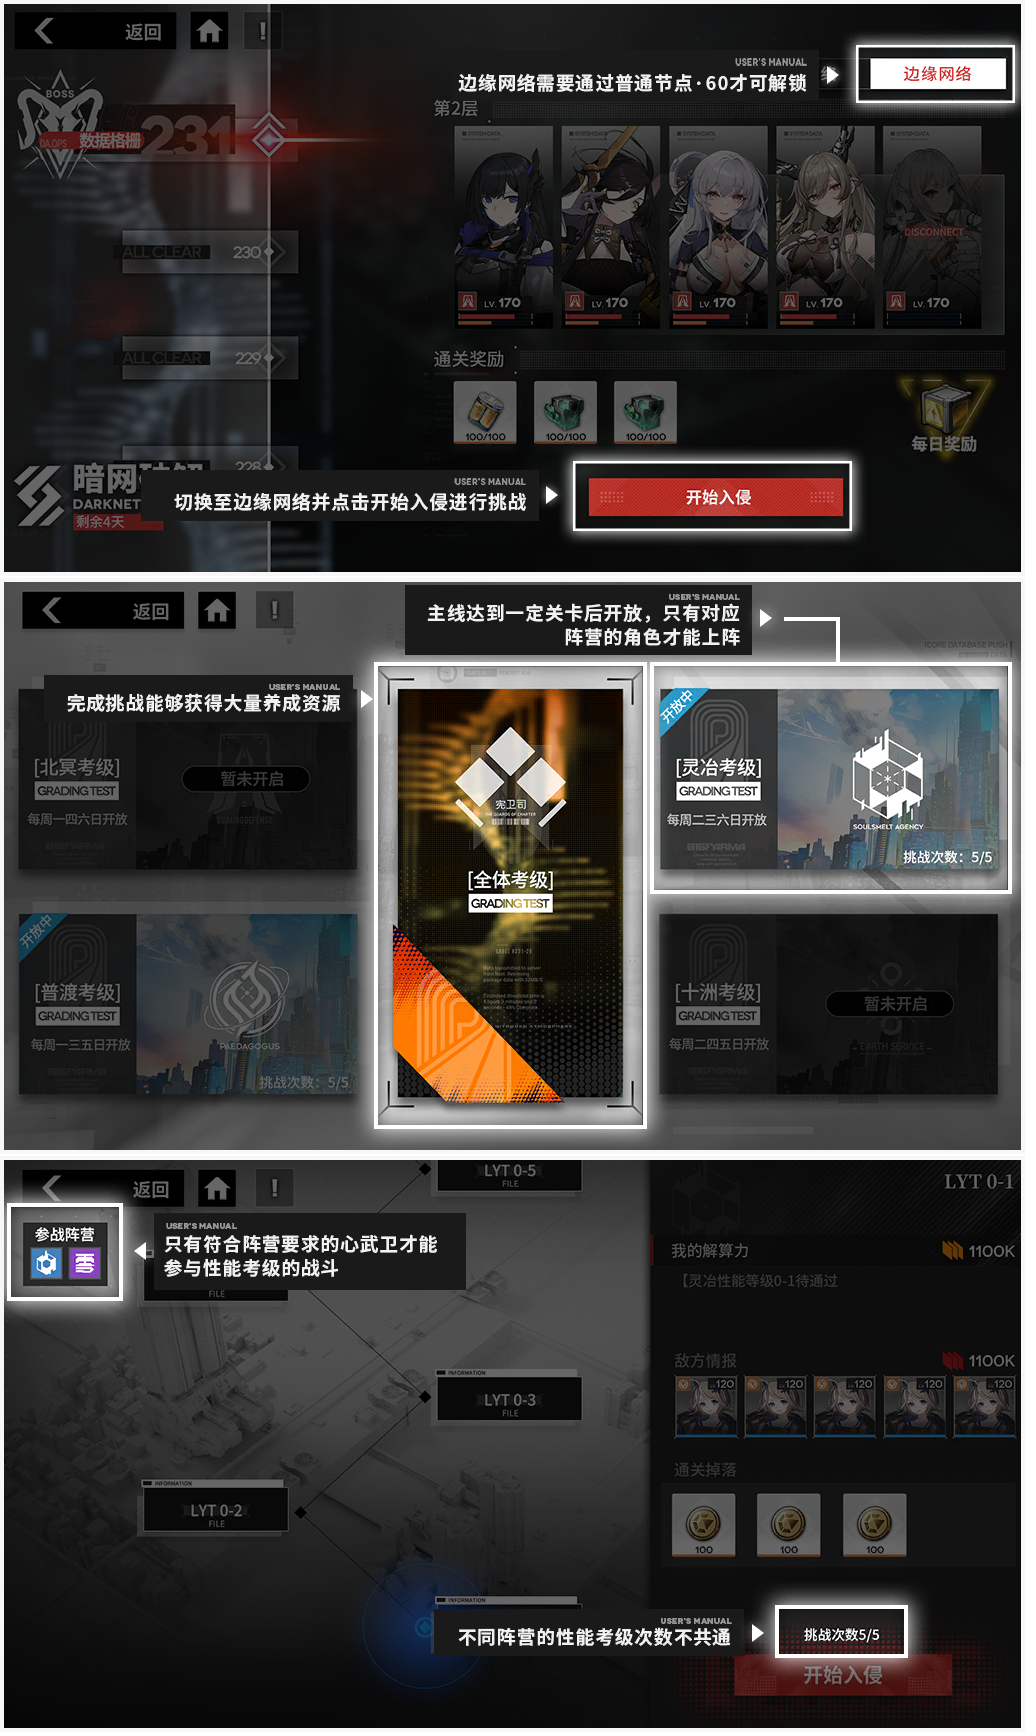 返回
!
USER'S MANUAL
边缘网络需要通过普通节点·60才可解锁
边缘网络
BOSS
DA.OPS
数据格栅
231
第2层
SYSTEMDATA
SYSTEMDATA
SYSTEMDATA
SYSTEMDATA
SYSTEMDATA
DISCONNECT
LV.170
LV.170
LV.170
LV.170
LV.170
ALL CLEAR 230
ALL CLEAR 229
228
通关奖励
100/100
100/100
100/100
每日奖励
DARKNET
剩余4天
USER'S MANUAL
切换至边缘网络并点击开始入侵进行挑战
开始入侵
返回
!
USER'S MANUAL
主线达到一定关卡后开放，只有对应
阵营的角色才能上阵
CORE DATABASE PUSH
USER'S MANUAL
完成挑战能够获得大量养成资源
[北冥考级]
GRADING TEST
每周一四六日开放
暂未开启
宪卫司
THE GUARDS OF CHARTER
[全体考级]
GRADING TEST
LABEL #221-25
开放中
[灵冶考级]
GRADING TEST
每周二三六日开放
SOULSMELT AGENCY
挑战次数：5/5
开放中
[普渡考级]
GRADING TEST
每周一三五日开放
PAEDAGOGUS
挑战次数：5/5
[十洲考级]
GRADING TEST
每周二四五日开放
暂未开启
EARTH SERVICE
返回
!
LYT 0-5
FILE
LYT 0-1
参战阵营
USER'S MANUAL
只有符合阵营要求的心武卫才能
参与性能考级的战斗
FILE
我的解算力
1100K
【灵冶性能等级0-1待通过
敌方情报
1100K
120
120
120
120
120
INFORMATION
LYT 0-3
FILE
通关掉落
100
100
100
INFORMATION
LYT 0-2
FILE
INFORMATION
USER'S MANUAL
不同阵营的性能考级次数不共通
挑战次数5/5
开始入侵